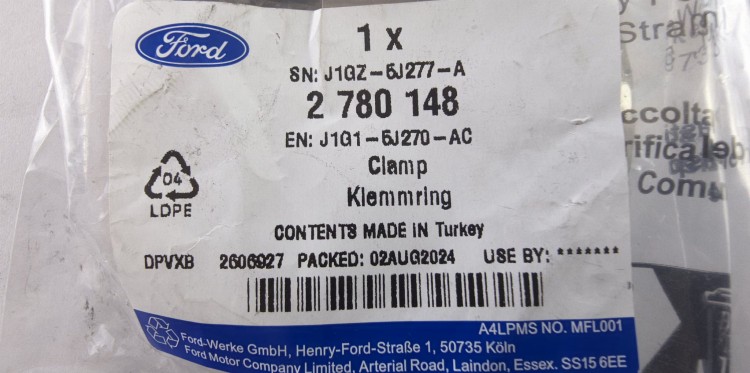 Ford
1 x
SN: J1GZ-5J277-A
2 780 148
EN: J1G1-5J270-AC
Clamp
Klemmring
04
LDPE
CONTENTS MADE in Turkey
DPVXB 2606927 PACKED: 02AUG2024 USE BY: *******
A4LPMS NO. MFL001
Ford-Werke GmbH, Henry-Ford-Straße 1, 50735 Köln
Ford Motor Company Limited, Arterial Road, Laindon, Essex. SS15 6EE